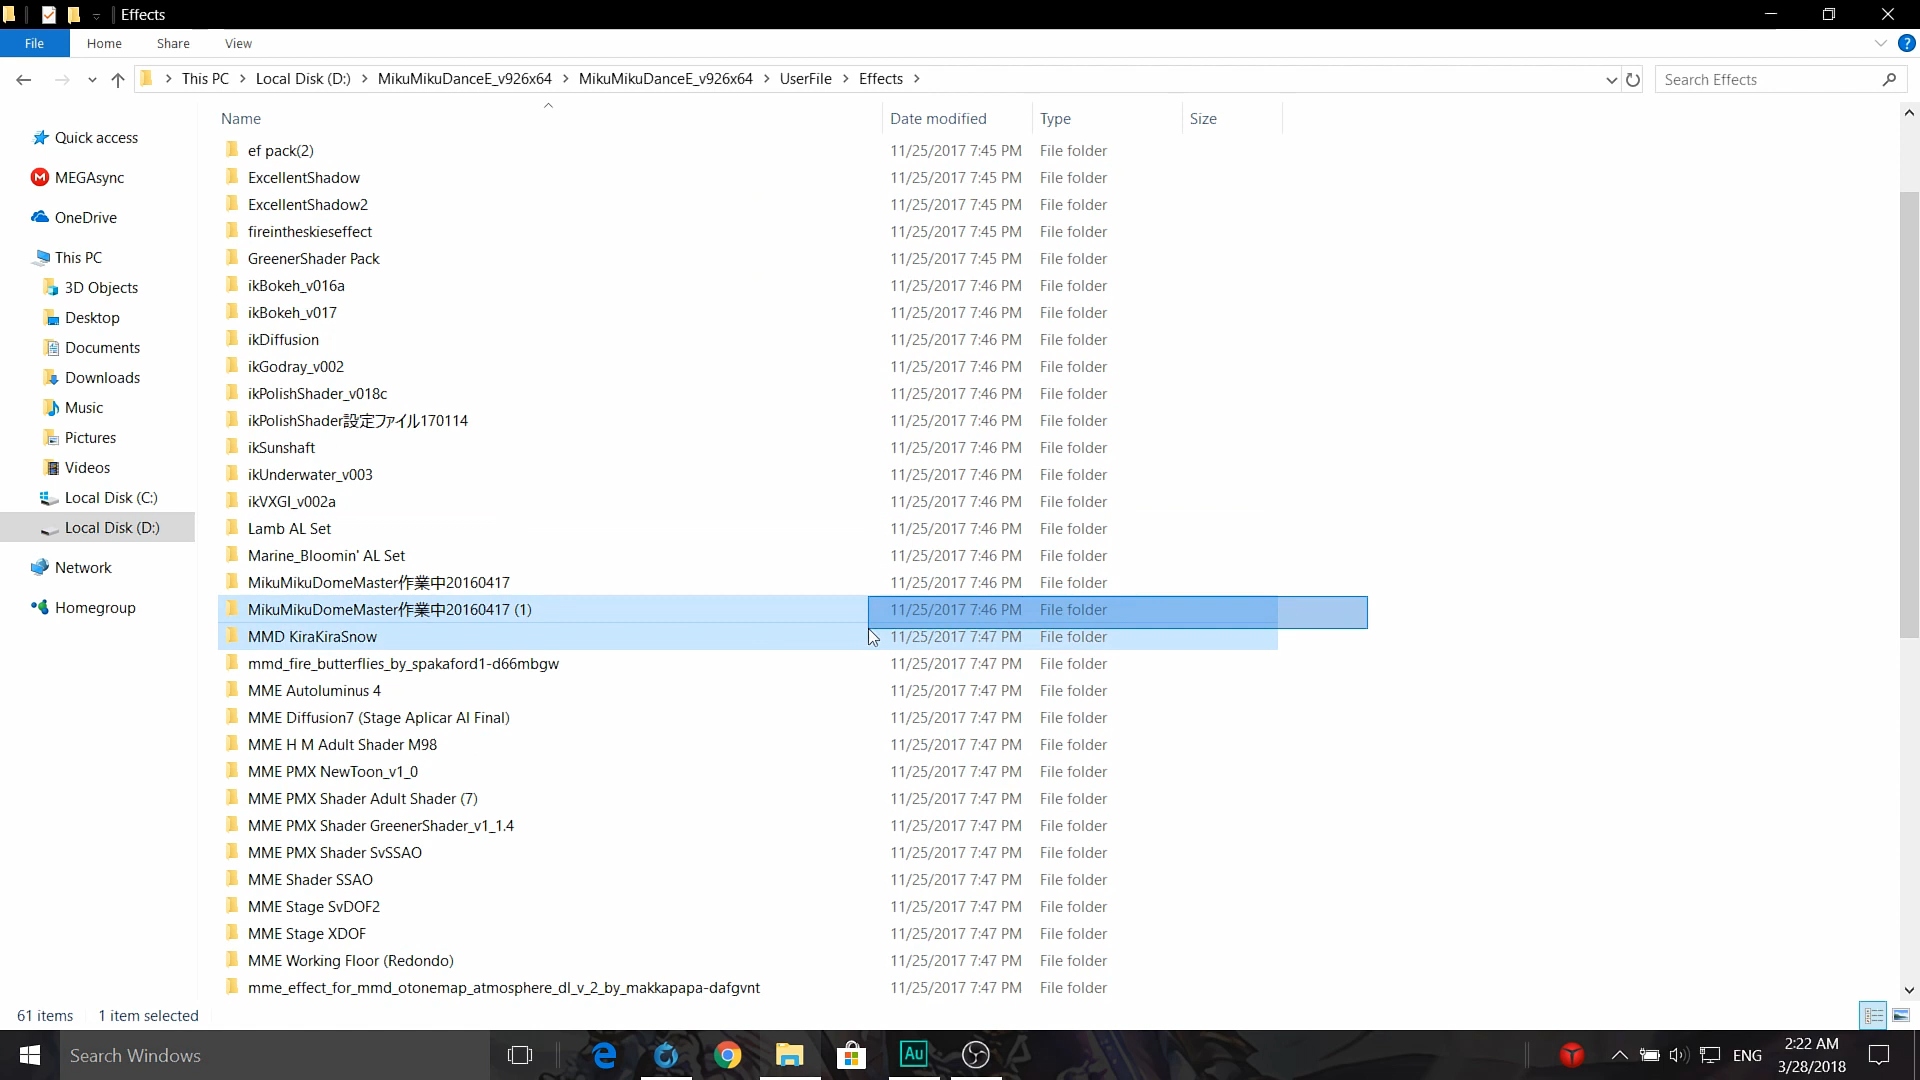 Effects
File Home Share View
This PC Local Disk (D:) MikuMikuDanceE_v926x64 MikuMikuDanceE_v926x64 UserFile Effects Search Effects
Name Date modified Type Size
Quick access
MEGAsync
OneDrive
This PC
3D Objects
Desktop
Documents
Downloads
Music
Pictures
Videos
Local Disk (C:)
Local Disk (D:)
Network
Homegroup
ef pack(2) 11/25/2017 7:45 PM File folder
ExcellentShadow 11/25/2017 7:45 PM File folder
ExcellentShadow2 11/25/2017 7:45 PM File folder
fireintheskieseffect 11/25/2017 7:45 PM File folder
GreenerShader Pack 11/25/2017 7:45 PM File folder
ikBokeh_v016a 11/25/2017 7:46 PM File folder
ikBokeh_v017 11/25/2017 7:46 PM File folder
ikDiffusion 11/25/2017 7:46 PM File folder
ikGodray_v002 11/25/2017 7:46 PM File folder
ikPolishShader_v018c 11/25/2017 7:46 PM File folder
ikPolishShader設定ファイル170114 11/25/2017 7:46 PM File folder
ikSunshaft 11/25/2017 7:46 PM File folder
ikUnderwater_v003 11/25/2017 7:46 PM File folder
ikVXGI_v002a 11/25/2017 7:46 PM File folder
Lamb AL Set 11/25/2017 7:46 PM File folder
Marine_Bloomin' AL Set 11/25/2017 7:46 PM File folder
MikuMikuDomeMaster作業中20160417 11/25/2017 7:46 PM File folder
MikuMikuDomeMaster作業中20160417 (1) 11/25/2017 7:46 PM File folder
MMD KiraKiraSnow 11/25/2017 7:47 PM File folder
mmd_fire_butterflies_by_spakaford1-d66mbgw 11/25/2017 7:47 PM File folder
MME Autoluminus 4 11/25/2017 7:47 PM File folder
MME Diffusion7 (Stage Aplicar Al Final) 11/25/2017 7:47 PM File folder
MME H M Adult Shader M98 11/25/2017 7:47 PM File folder
MME PMX NewToon_v1_0 11/25/2017 7:47 PM File folder
MME PMX Shader Adult Shader (7) 11/25/2017 7:47 PM File folder
MME PMX Shader GreenerShader_v1_1.4 11/25/2017 7:47 PM File folder
MME PMX Shader SvSSAO 11/25/2017 7:47 PM File folder
MME Shader SSAO 11/25/2017 7:47 PM File folder
MME Stage SvDOF2 11/25/2017 7:47 PM File folder
MME Stage XDOF 11/25/2017 7:47 PM File folder
MME Working Floor (Redondo) 11/25/2017 7:47 PM File folder
mme_effect_for_mmd_otonemap_atmosphere_dl_v_2_by_makkapapa-dafgvnt 11/25/2017 7:47 PM File folder
61 items 1 item selected
Search Windows Au ENG 2:22 AM
3/28/2018